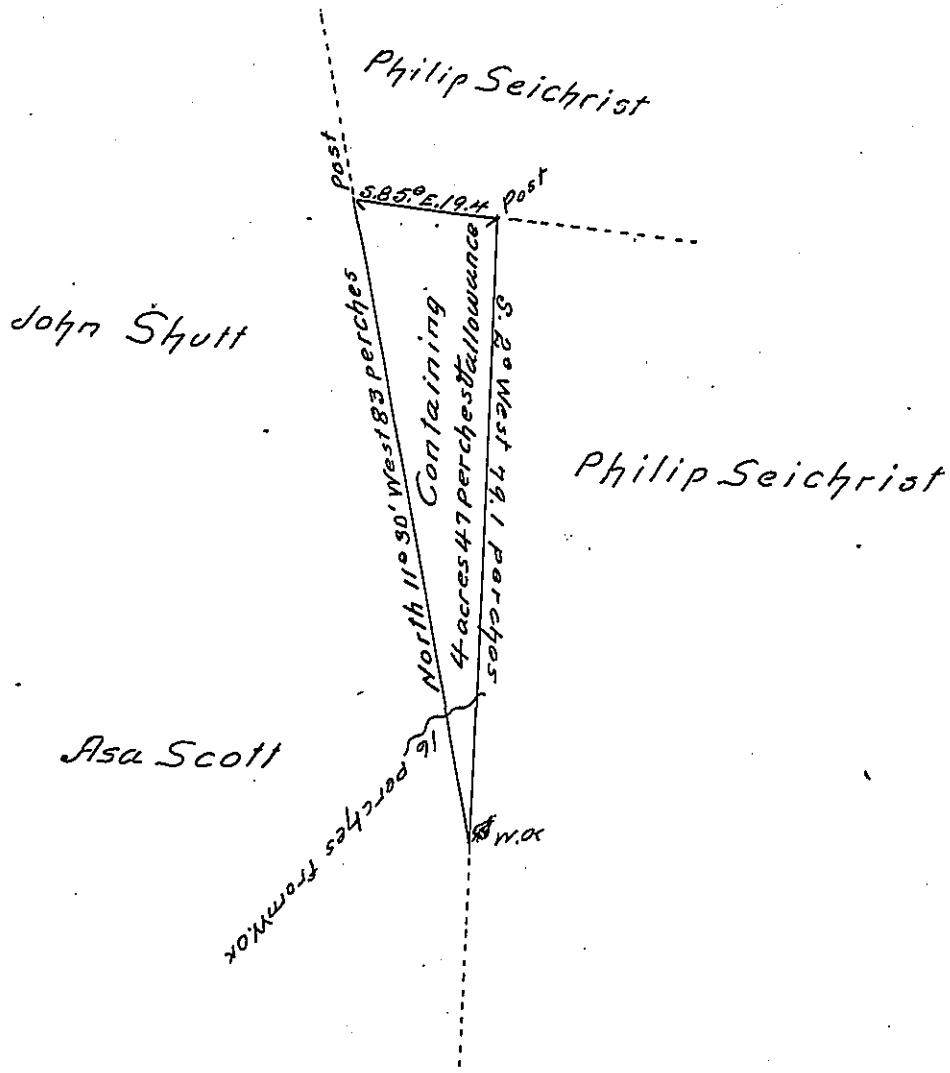 Philip Seichrist
Post
S.85.° E. 19.4
Post
John Shutt
North 11° 30' West 83 perches
Containing
4 acres 47 perches & allowance
S. 2° West 79.1 perches
Philip Seichrist
Asa Scott
16 perches from W.OK
W.OK